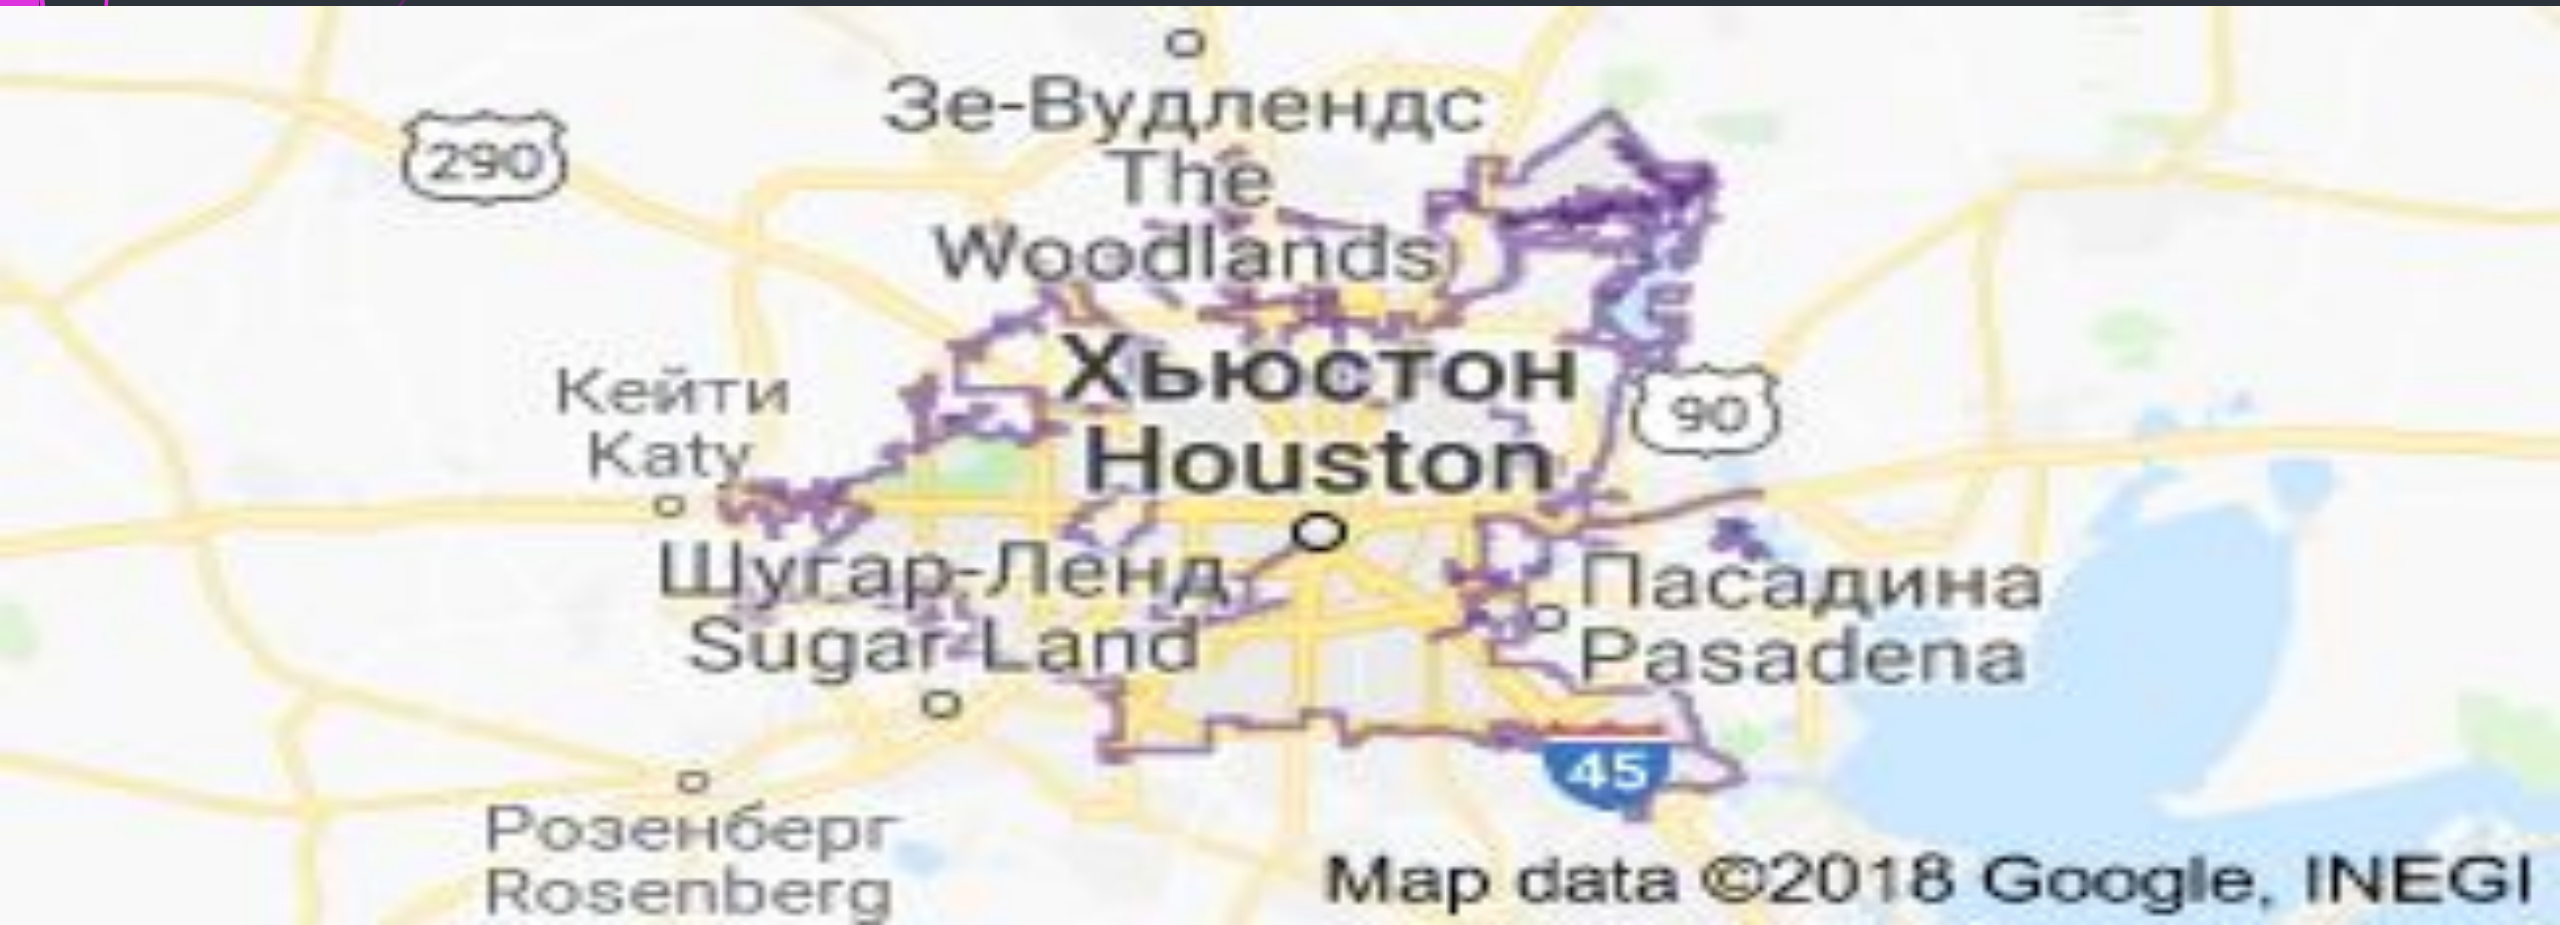 Зе-Вудлендс
The
Woodlands
290
Хьюстон
Houston
90
Кейти
Katy
Шугар-Ленд
Sugar Land
Пасадина
Pasadena
45
Розенберг
Rosenberg
Map data ©2018 Google, INEGI